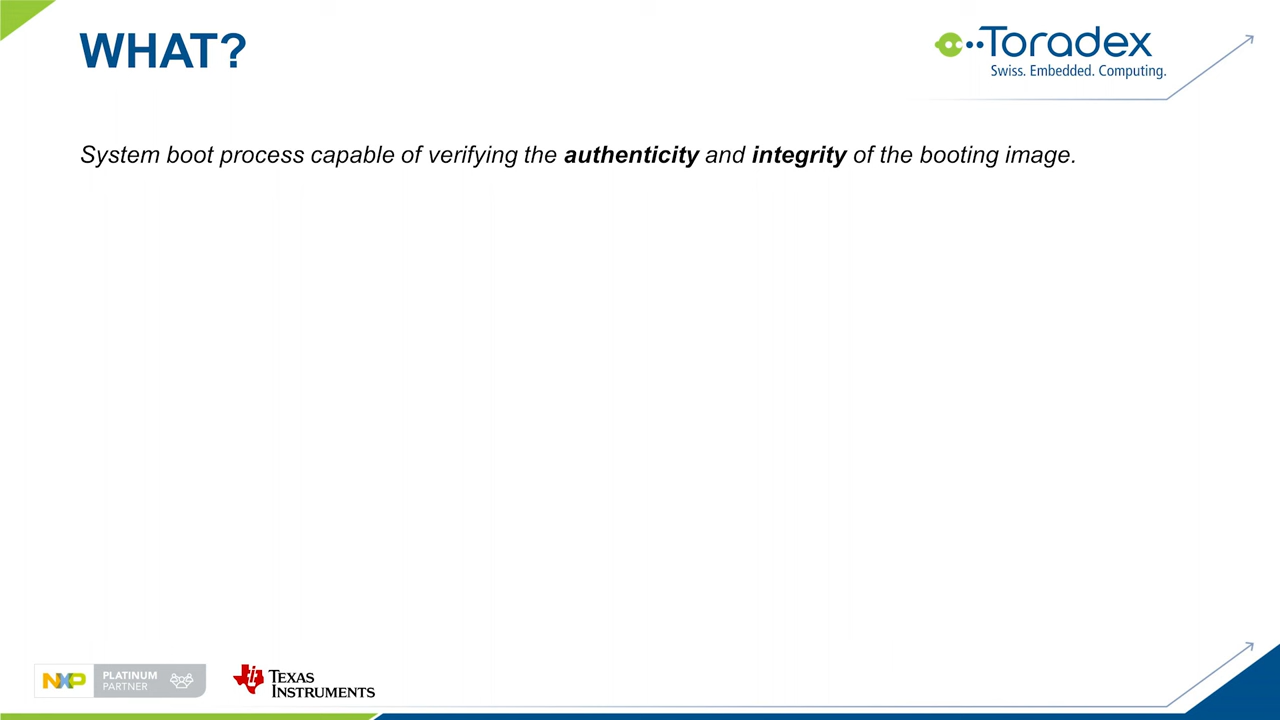 WHAT?
Toradex
Swiss. Embedded. Computing.
System boot process capable of verifying the authenticity and integrity of the booting image.
NXP
PLATINUM
PARTNER
TEXAS
INSTRUMENTS